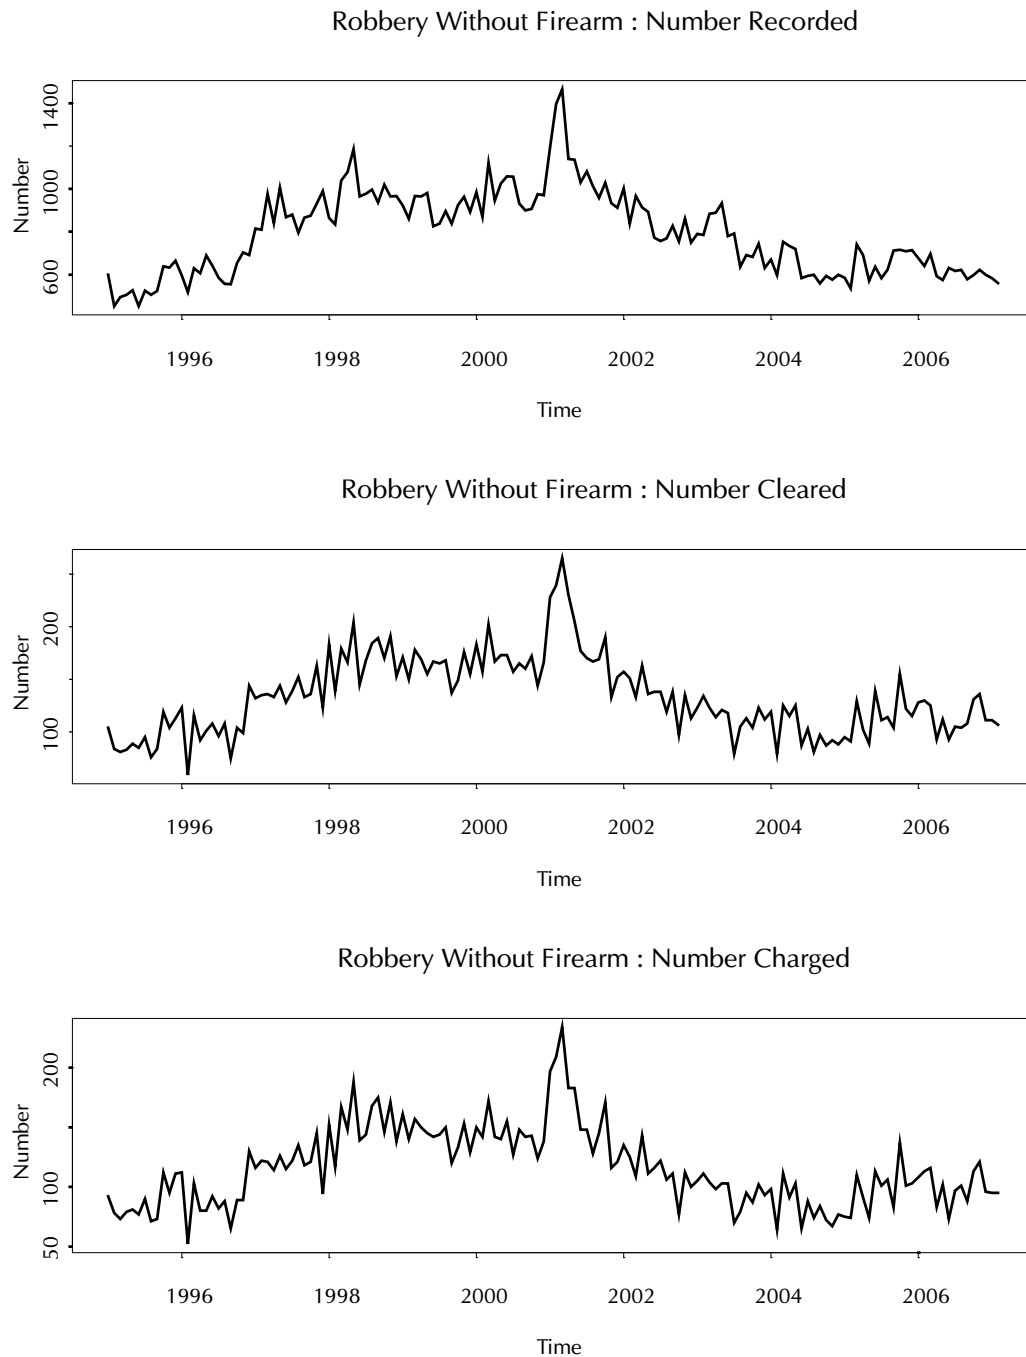 Robbery Without Firearm : Number Recorded
1400
1000
600
Number
1996 1998 2000 2002 2004 2006
Time
Robbery Without Firearm : Number Cleared
200
100
Number
1996 1998 2000 2002 2004 2006
Time
Robbery Without Firearm : Number Charged
200
100
50
Number
1996 1998 2000 2002 2004 2006
Time